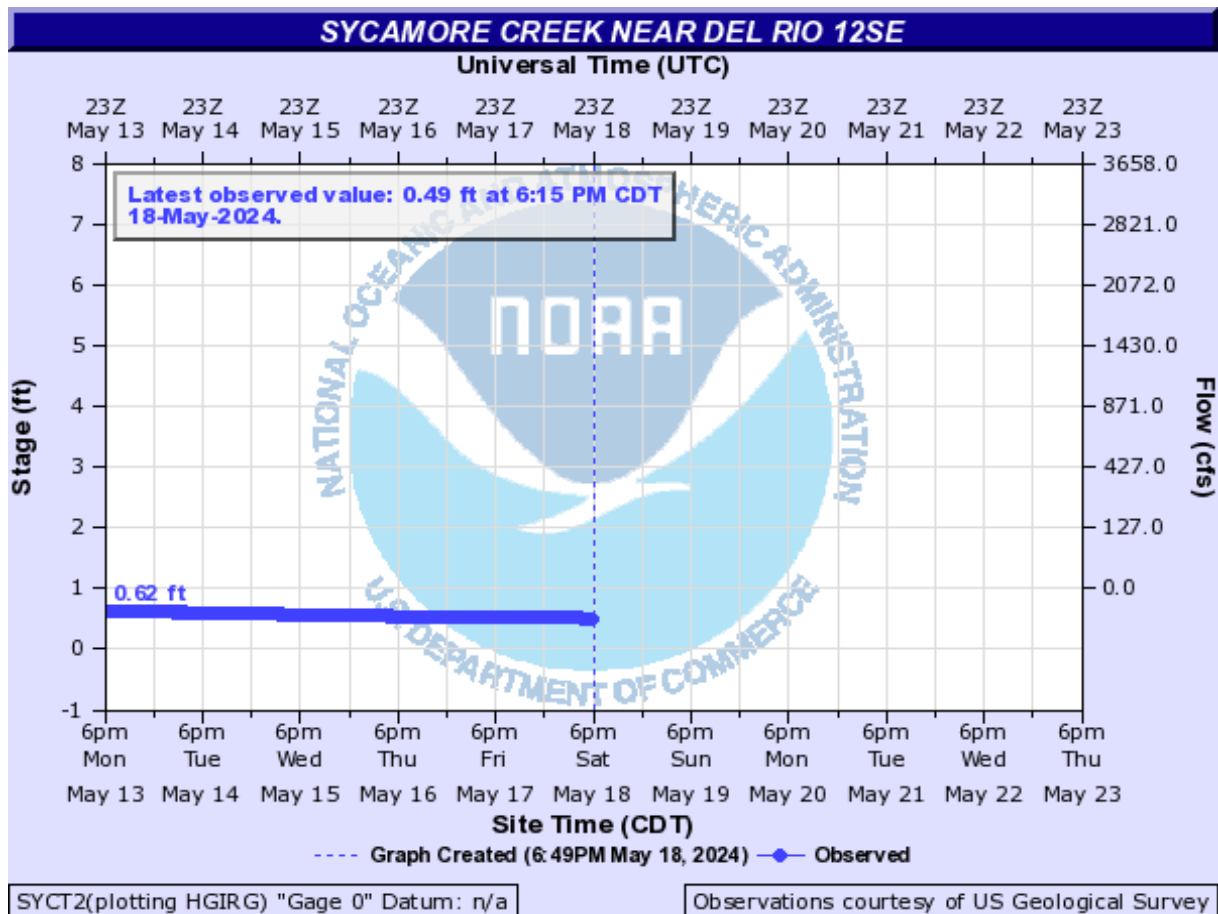 SYCAMORE CREEK NEAR DEL RIO 12SE
Universal Time (UTC)
23Z 23Z 23Z 23Z 23Z 23Z 23Z 23Z 23Z 23Z 23Z
May 13 May 14 May 15 May 16 May 17 May 18 May 19 May 20 May 21 May 22 May 23
Latest observed value: 0.49 ft at 6:15 PM CDT
18-May-2024.
NATIONAL OCEANIC AND ATMOSPHERIC ADMINISTRATION
NOAA
U.S. DEPARTMENT OF COMMERCE
Stage (ft)
8
7
6
5
4
3
2
1
0
-1
0.62 ft
3658.0
2821.0
2072.0
1430.0
871.0
427.0
127.0
0.0
Flow (cfs)
6pm 6pm 6pm 6pm 6pm 6pm 6pm 6pm 6pm 6pm 6pm
Mon Tue Wed Thu Fri Sat Sun Mon Tue Wed Thu
May 13 May 14 May 15 May 16 May 17 May 18 May 19 May 20 May 21 May 22 May 23
Site Time (CDT)
Graph Created (6:49PM May 18, 2024) Observed
SYCT2(plotting HGIRG) "Gage 0" Datum: n/a
Observations courtesy of US Geological Survey